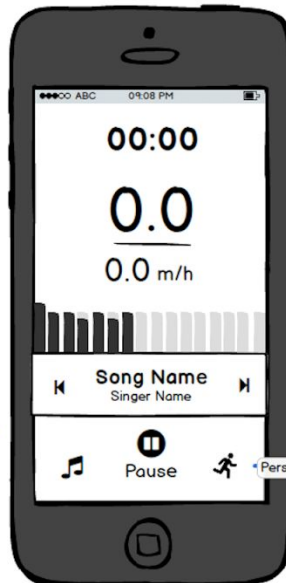 ABC 09:08 PM
00:00
0.0
0.0 m/h
Song Name
Singer Name
Pause
Pers